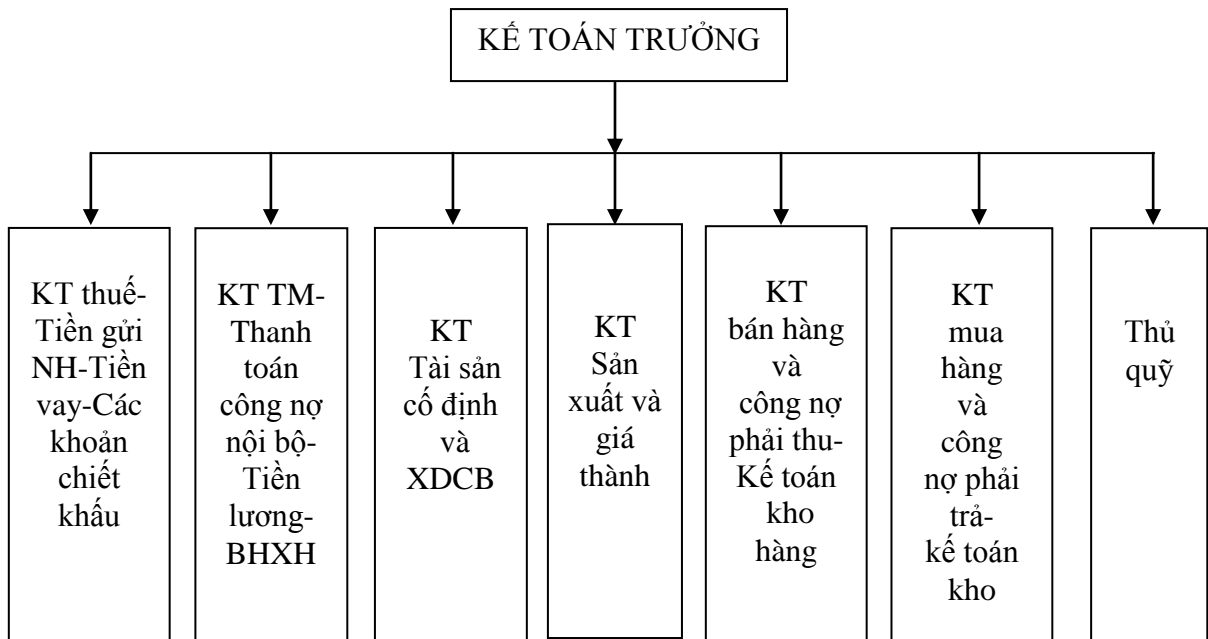 KẾ TOÁN TRƯỞNG
KT thuế-
Tiền gửi
NH-Tiền
vay-Các
khoản
chiết
khấu
KT TM-
Thanh
toán
công nợ
nội bộ-
Tiền
lương-
BHXH
KT
Tài sản
cố định
và
XDCB
KT
Sản
xuất và
giá
thành
KT
bán hàng
và
công nợ
phải thu-
Kế toán
kho
hàng
KT
mua
hàng
và
công
nợ phải
trả-
kế toán
kho
Thủ
quỹ